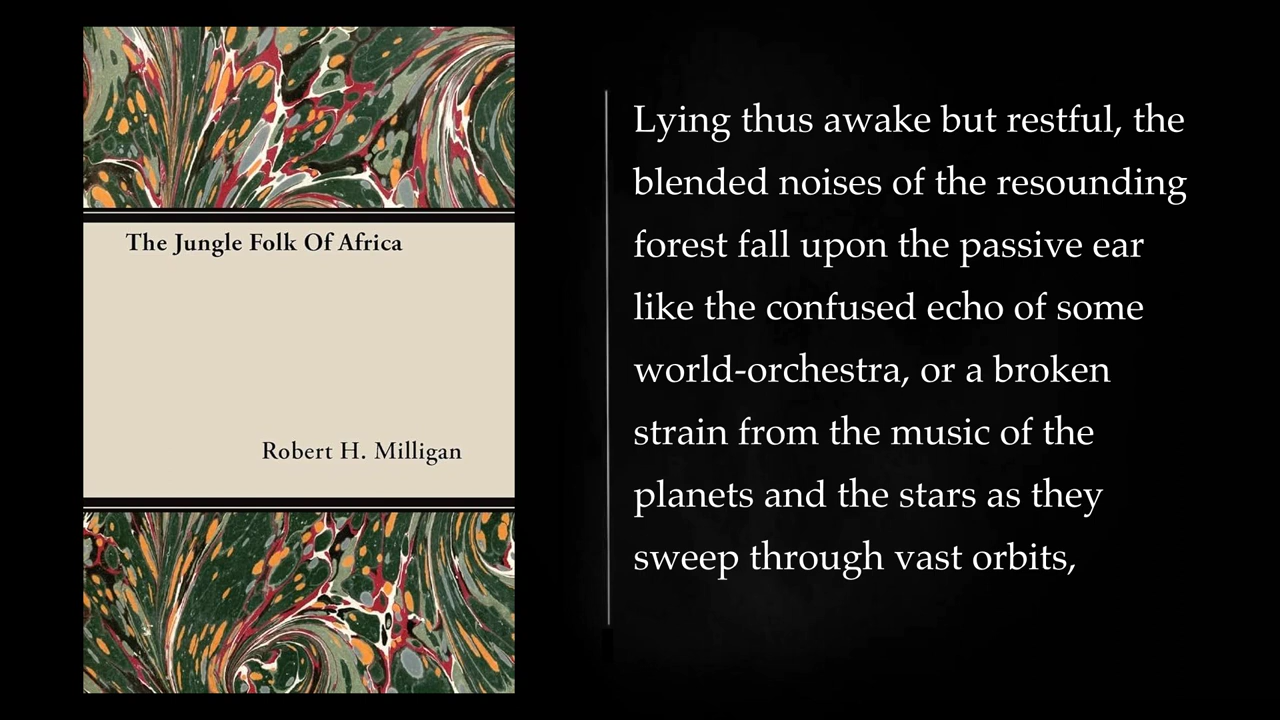 The Jungle Folk Of Africa
Robert H. Milligan
Lying thus awake but restful, the
blended noises of the resounding
forest fall upon the passive ear
like the confused echo of some
world-orchestra, or a broken
strain from the music of the
planets and the stars as they
sweep through vast orbits,